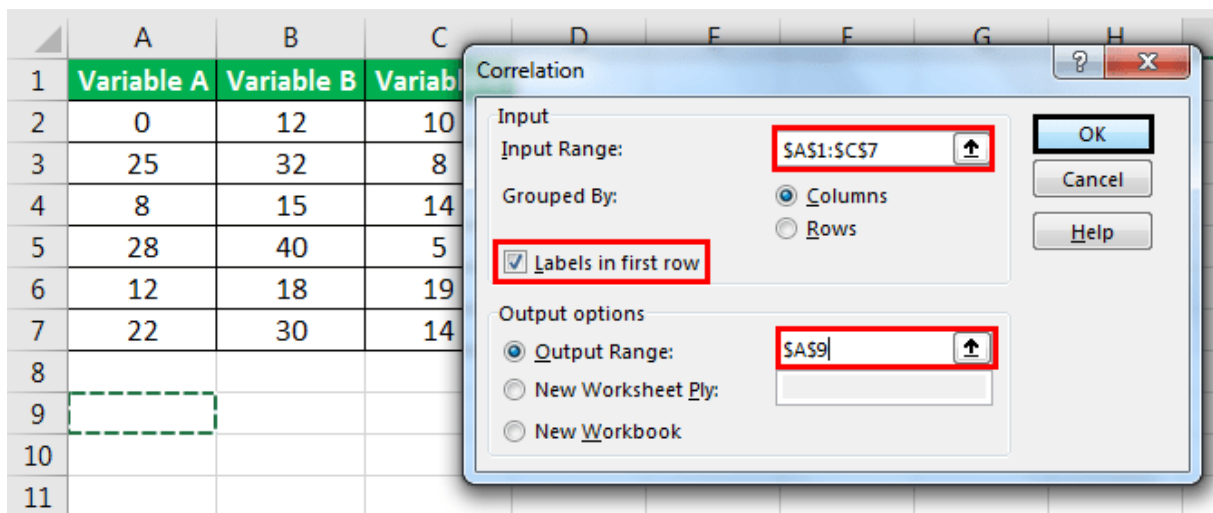 A B C D E F G H
1 Variable A Variable B Variabl
2 0 12 10
3 25 32 8
4 8 15 14
5 28 40 5
6 12 18 19
7 22 30 14
8
9
10
11
Correlation ? X
Input
Input Range: $A$1:$C$7
Grouped By: Columns
Rows
Labels in first row
Output options
Output Range: $A$9
New Worksheet Ply:
New Workbook
OK
Cancel
Help